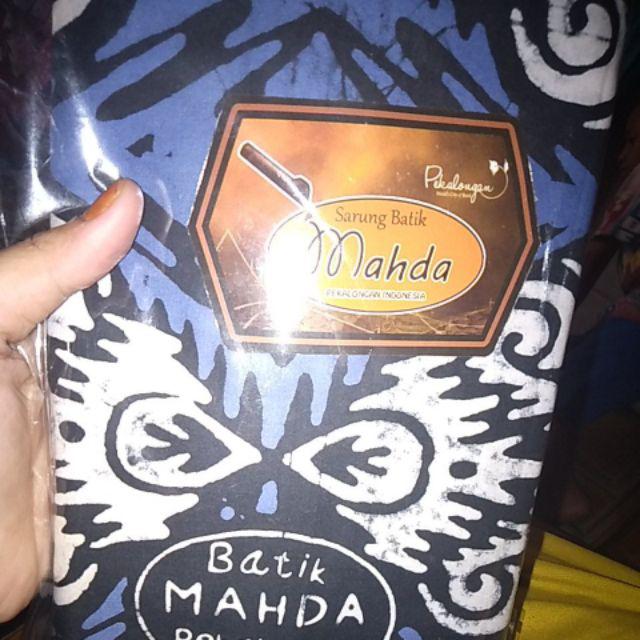 Pekalongan
Sarung Batik
Mahda
PEKALONGAN INDONESIA
Batik
MAHDA